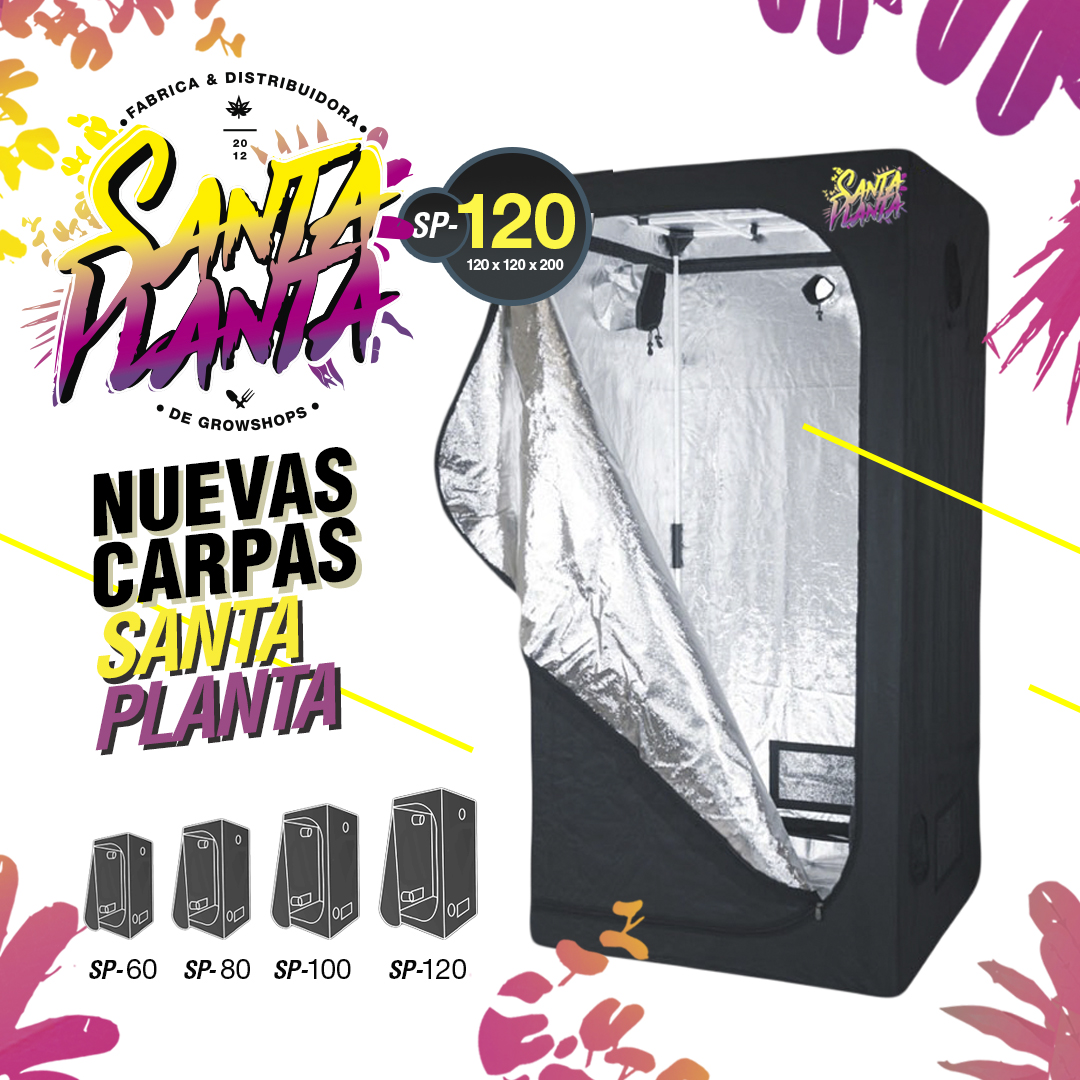 • FABRICA & DISTRIBUIDORA •
20
12
SANTA
PLANTA
• DE GROWSHOPS •
SP-120
120 x 120 x 200
SANTA
PLANTA
NUEVAS
CARPAS
SANTA
PLANTA
SP-60
SP-80
SP-100
SP-120